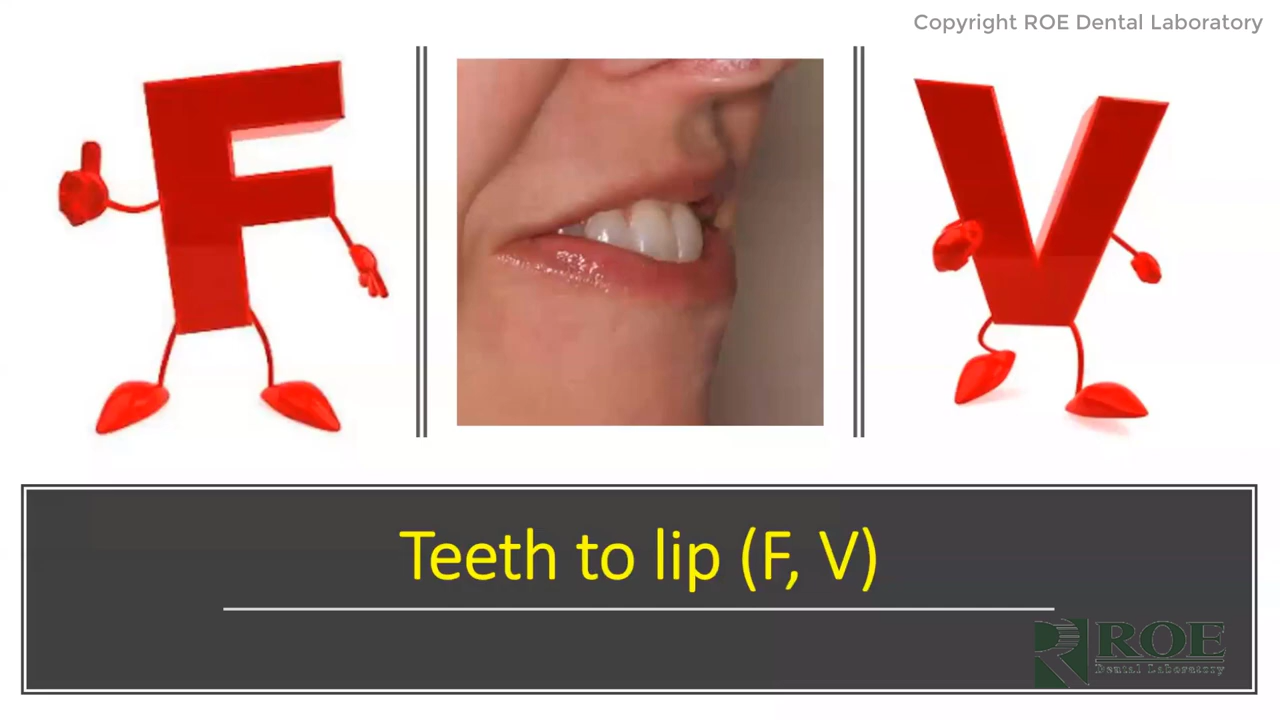 Copyright ROE Dental Laboratory
F
V
Teeth to lip (F, V)
R ROE
Dental Laboratory